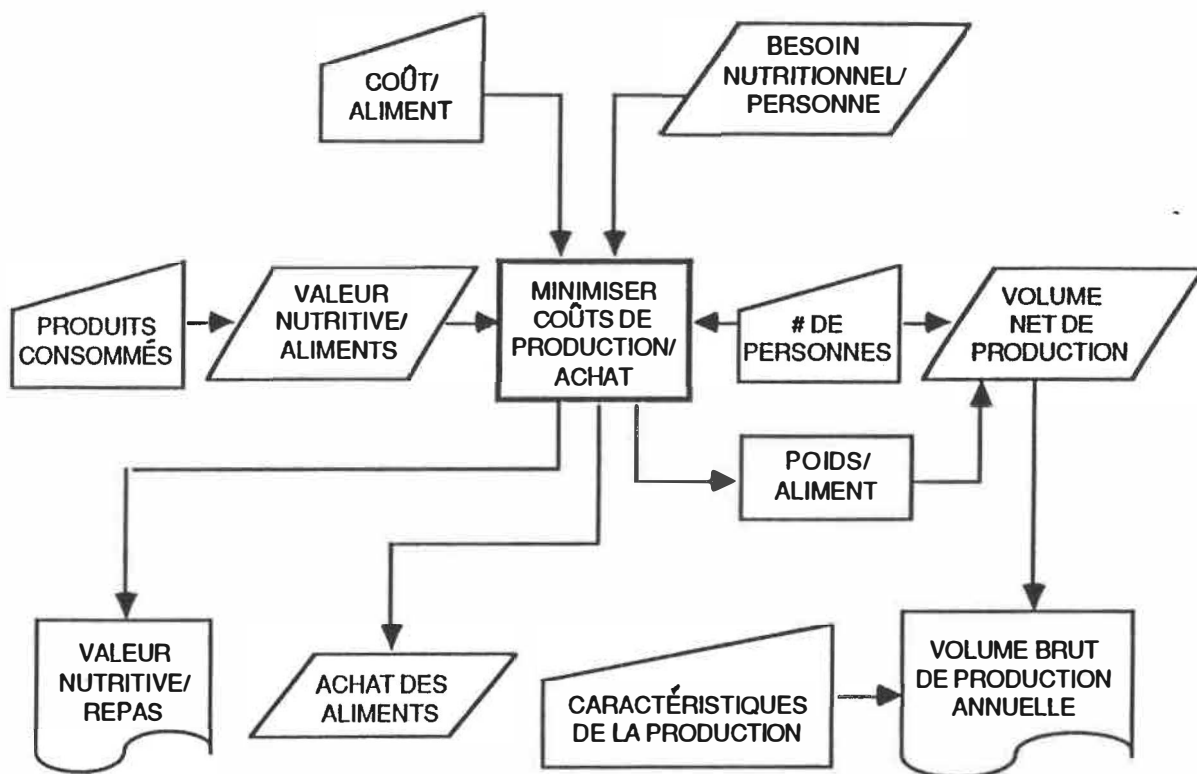 COÛT/
ALIMENT
BESOIN
NUTRITIONNEL/
PERSONNE
PRODUITS
CONSOMMÉS
VALEUR
NUTRITIVE/
ALIMENTS
MINIMISER
COÛTS DE
PRODUCTION/
ACHAT
# DE
PERSONNES
VOLUME
NET DE
PRODUCTION
POIDS/
ALIMENT
VALEUR
NUTRITIVE/
REPAS
ACHAT DES
ALIMENTS
CARACTÉRISTIQUES
DE LA PRODUCTION
VOLUME BRUT
DE PRODUCTION
ANNUELLE